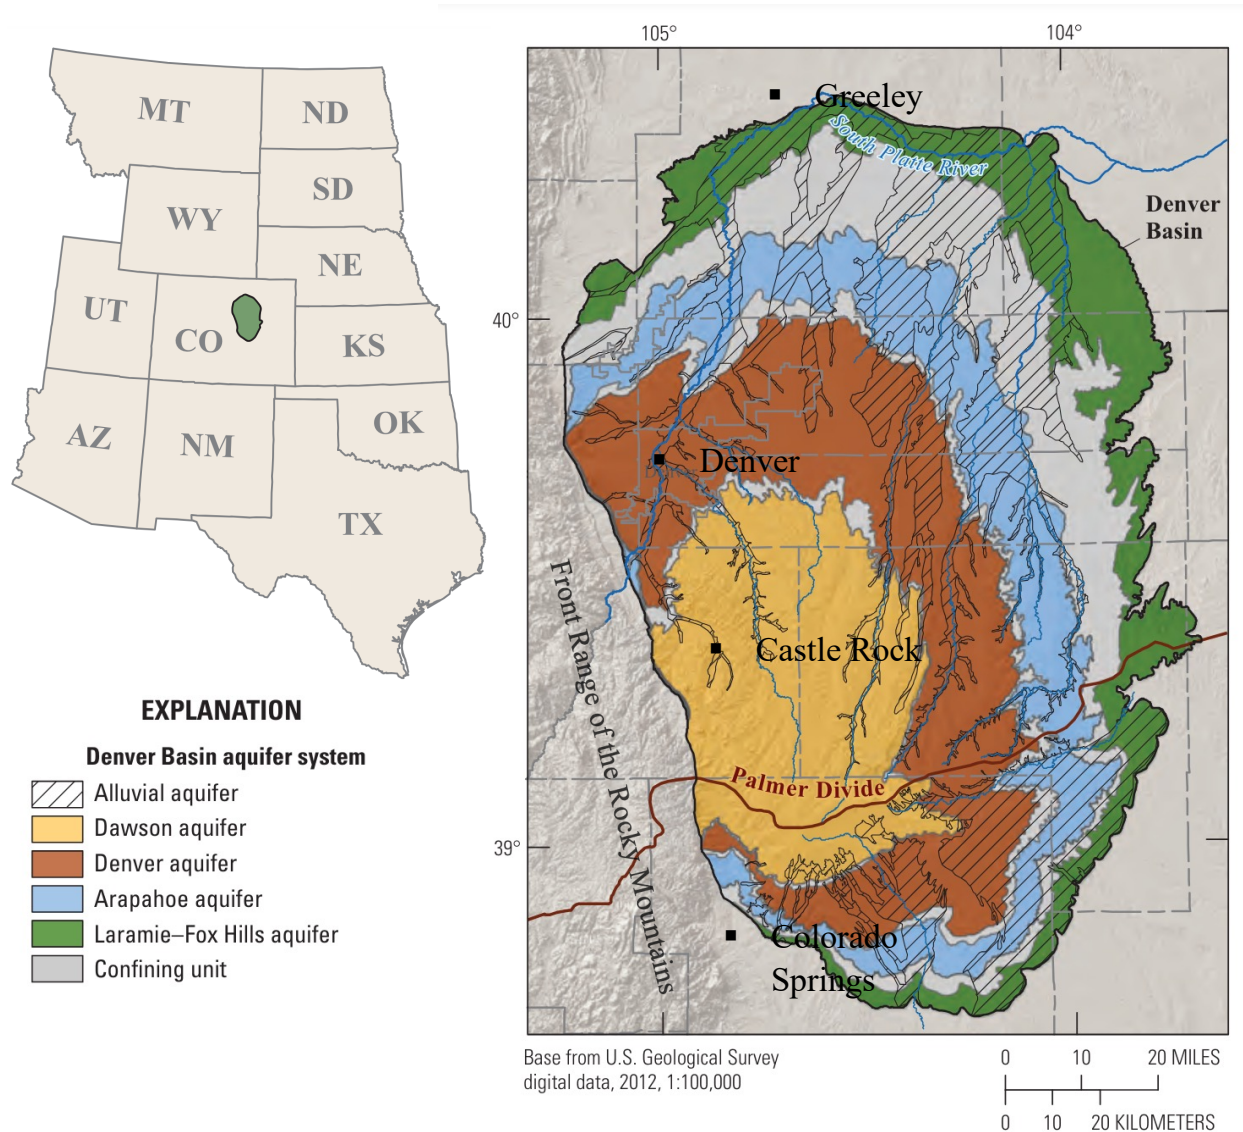 MT
ND
SD
WY
NE
UT
CO
KS
AZ
NM
OK
TX
EXPLANATION
Denver Basin aquifer system
Alluvial aquifer
Dawson aquifer
Denver aquifer
Arapahoe aquifer
Laramie–Fox Hills aquifer
Confining unit
105°
104°
Greeley
South Platte River
Denver
Basin
40°
Denver
Front Range of the Rocky Mountains
Castle Rock
Palmer Divide
39°
Colorado
Springs
Base from U.S. Geological Survey
digital data, 2012, 1:100,000
0 10 20 MILES
0 10 20 KILOMETERS